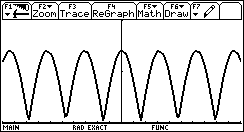 F1 F2 Zoom F3 Trace F4 ReGraph F5 Math F6 Draw F7
MAIN RAD EXACT FUNC